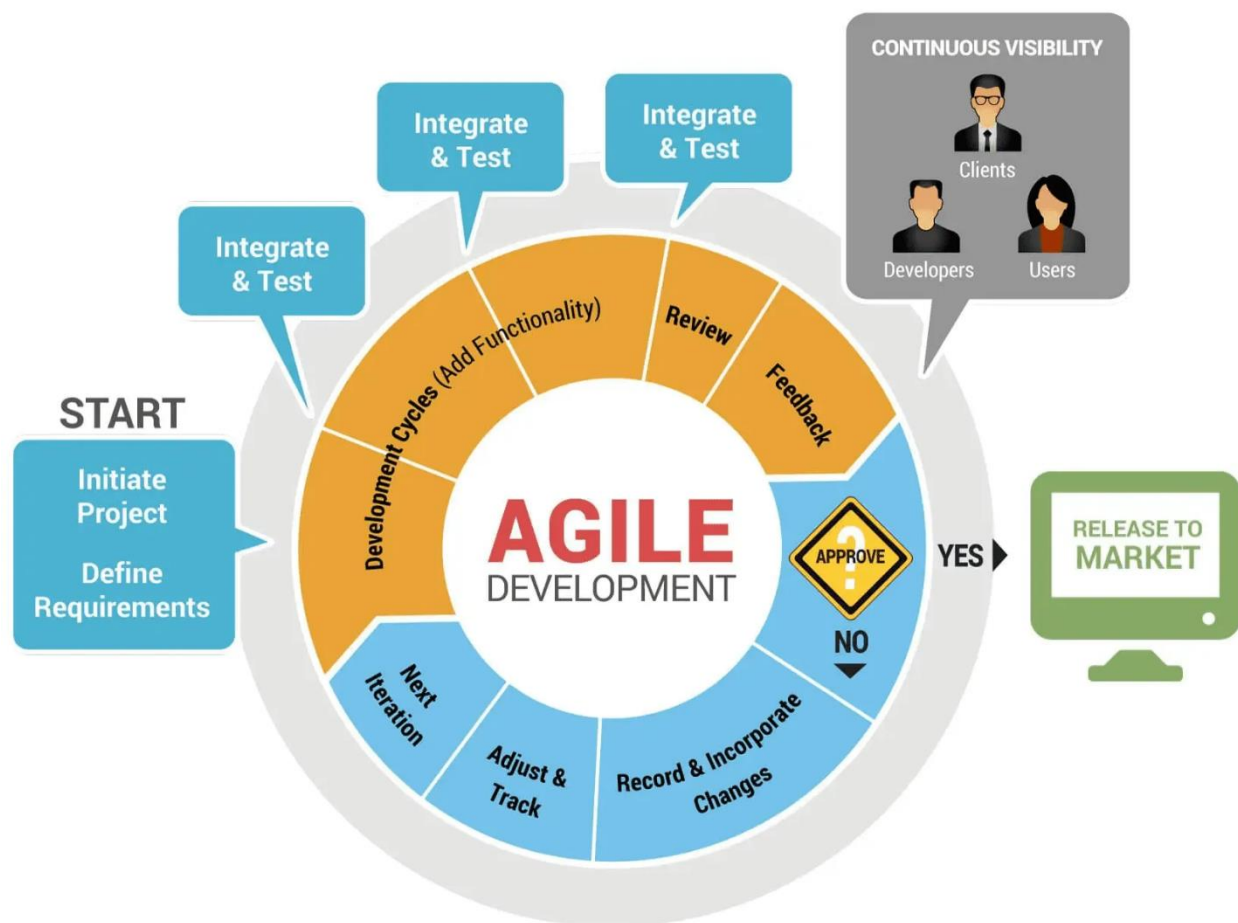 CONTINUOUS VISIBILITY
Clients
Developers
Users
Integrate
& Test
Integrate
& Test
Integrate
& Test
START
Initiate
Project
Define
Requirements
Development Cycles (Add Functionality)
Review
Feedback
AGILE
DEVELOPMENT
?
APPROVE
YES
NO
RELEASE TO
MARKET
Record & Incorporate
Changes
Adjust &
Track
Next
Iteration